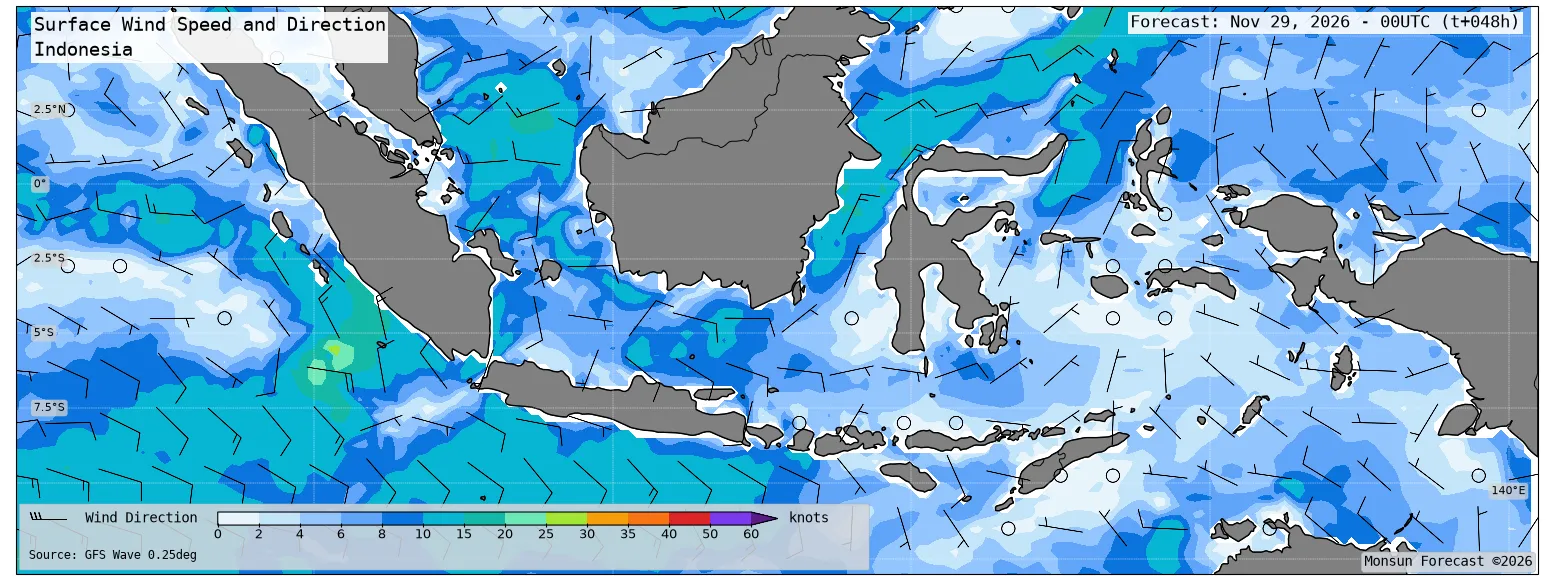 Surface Wind Speed and Direction
Indonesia
Forecast: Nov 29, 2026 - 00UTC (t+048h)
2.5°N
0°
2.5°S
5°S
7.5°S
140°E
Wind Direction
0 2 4 6 8 10 15 20 25 30 35 40 50 60
knots
Source: GFS Wave 0.25deg
Monsun Forecast ©2026